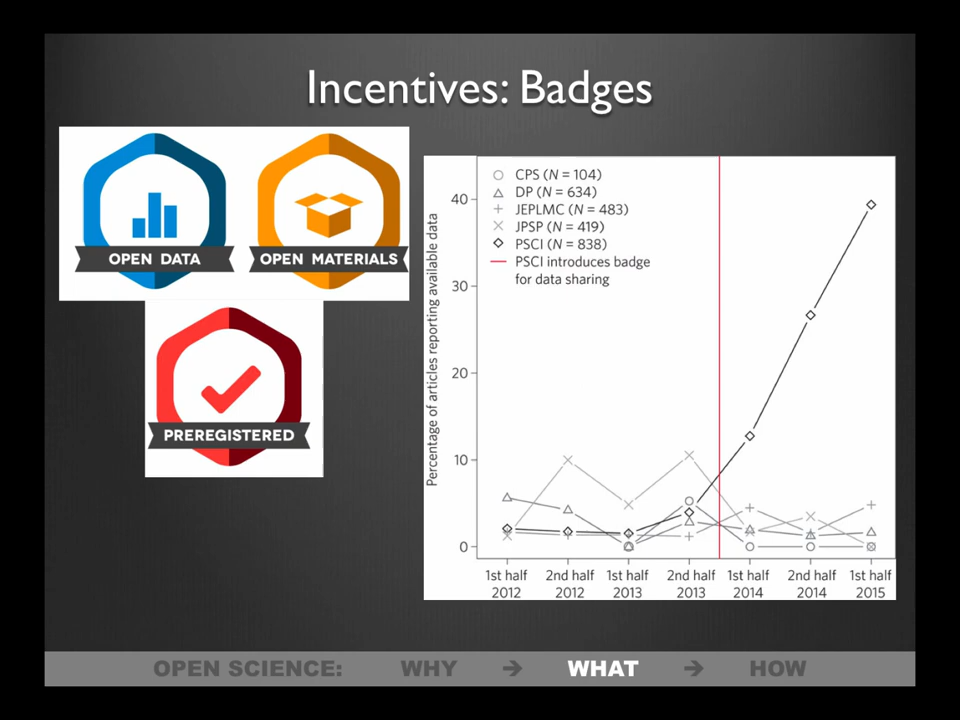 Incentives: Badges
OPEN DATA
OPEN MATERIALS
PREREGISTERED
Percentage of articles reporting available data
40
30
20
10
0
CPS (N = 104)
DP (N = 634)
JEPLMC (N = 483)
JPSP (N = 419)
PSCI (N = 838)
PSCI introduces badge
for data sharing
1st half 2nd half 1st half 2nd half 1st half 2nd half 1st half
2012 2012 2013 2013 2014 2014 2015
OPEN SCIENCE: WHY → WHAT → HOW